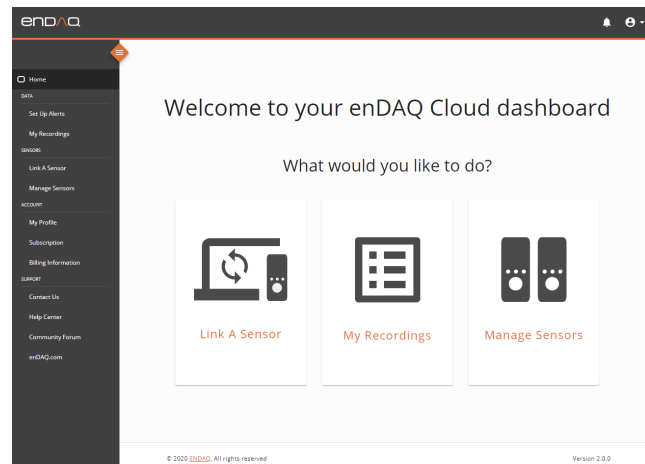 enDAQ
Home
DATA
Set Up Alerts
My Recordings
SENSORS
Link A Sensor
Manage Sensors
ACCOUNT
My Profile
Subscription
Billing Information
SUPPORT
Contact Us
Help Center
Community Forum
enDAQ.com
Welcome to your enDAQ Cloud dashboard
What would you like to do?
Link A Sensor
My Recordings
Manage Sensors
© 2020 ENDAQ, All rights reserved
Version 2.0.0